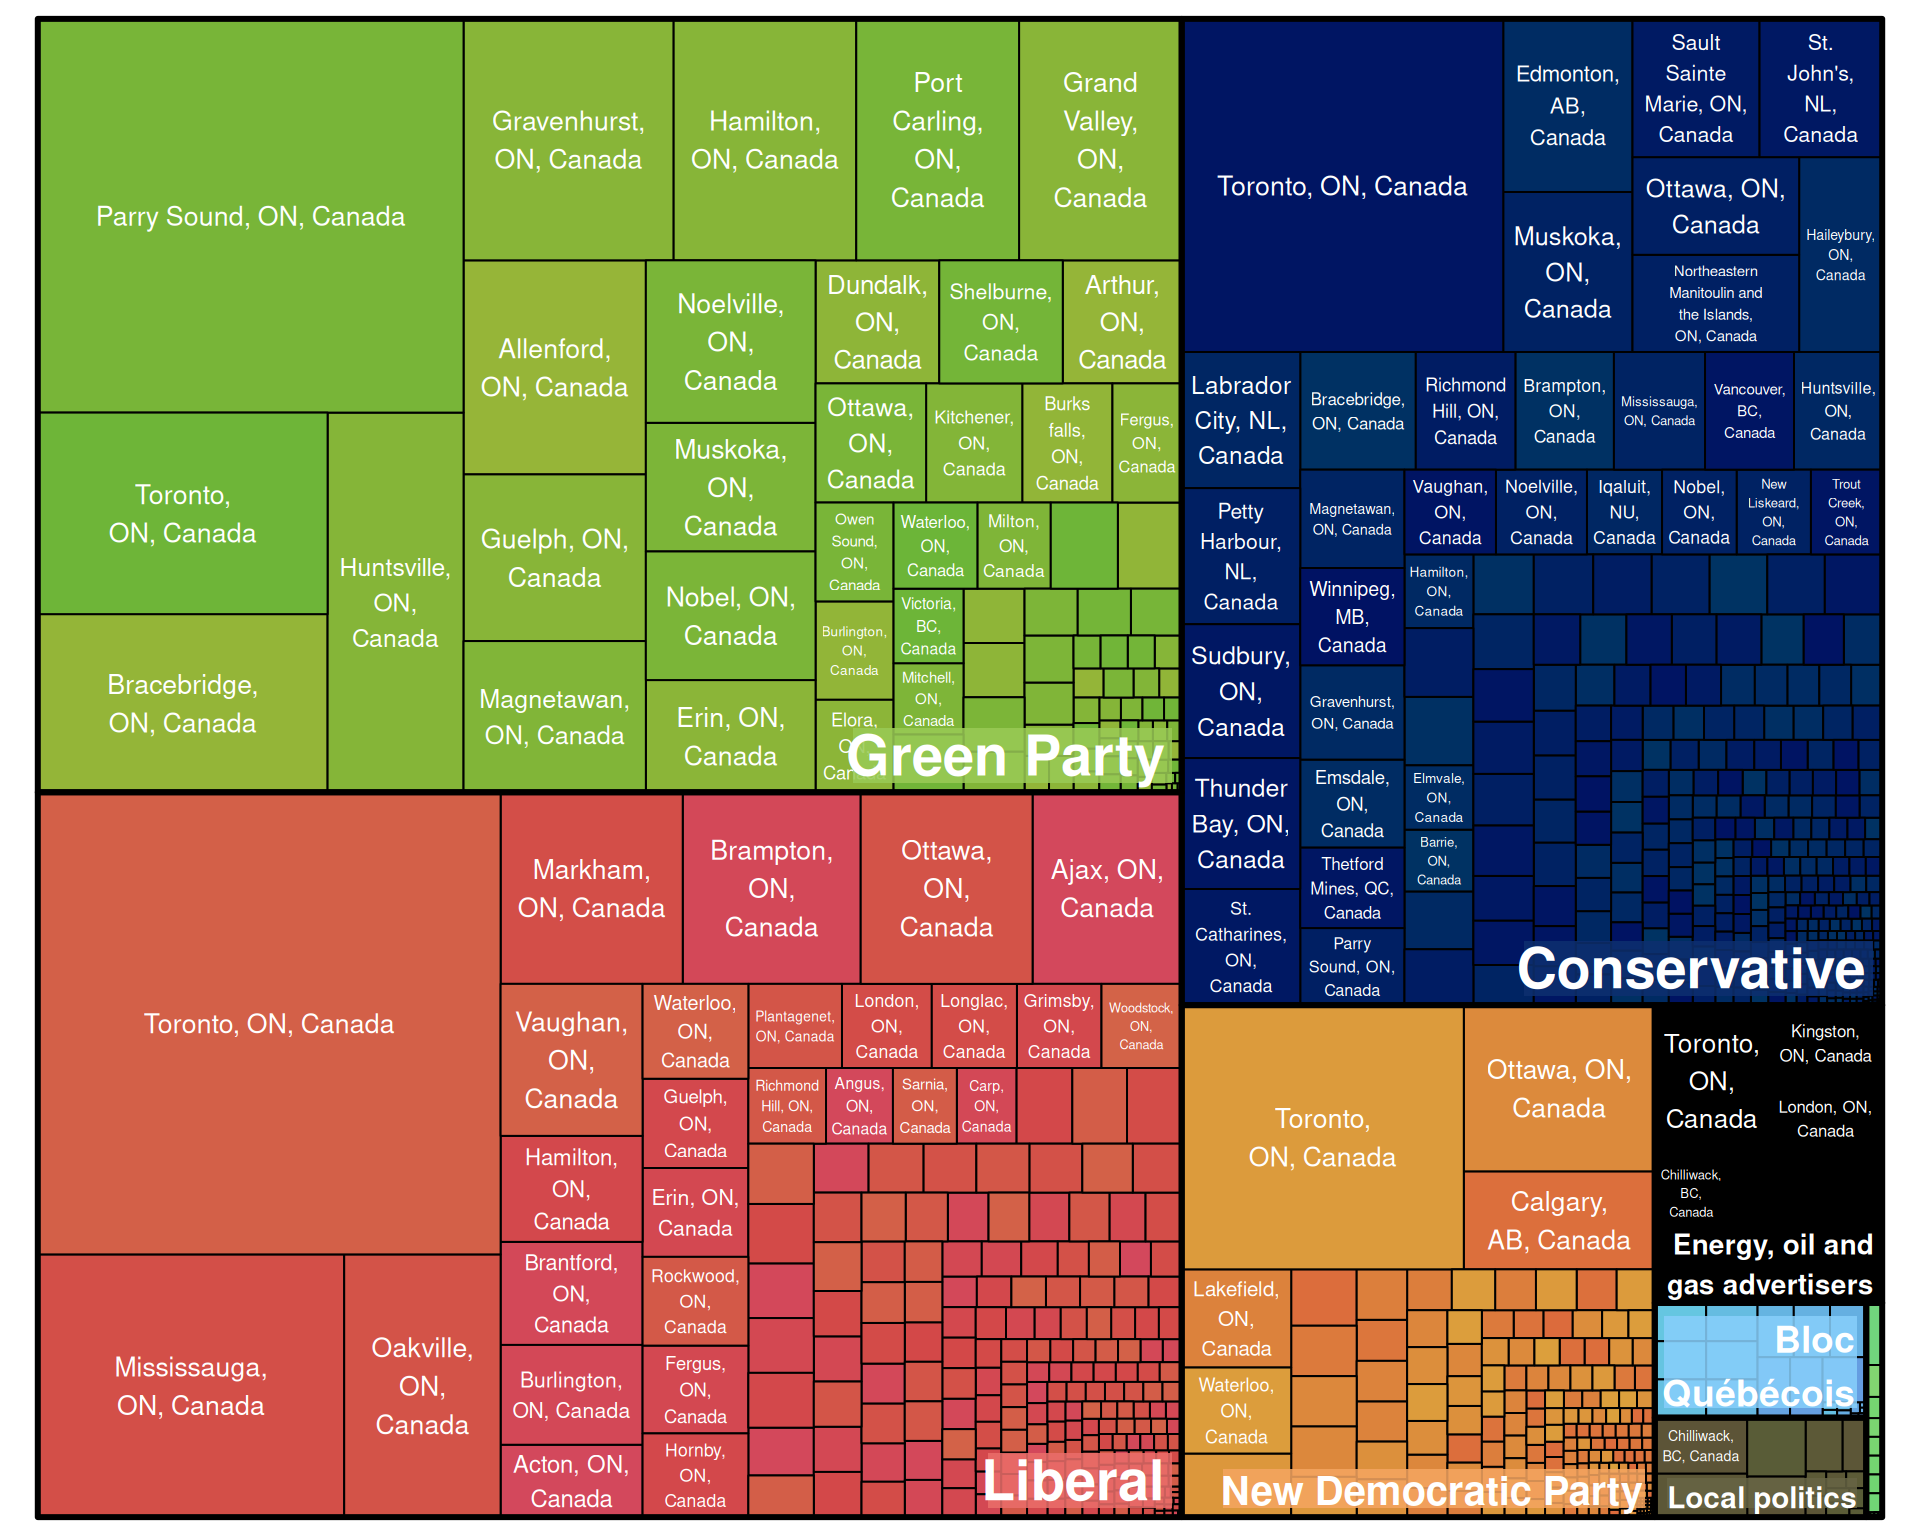 Parry Sound, ON, Canada
Gravenhurst,
ON, Canada
Hamilton,
ON, Canada
Port
Carling,
ON,
Canada
Grand
Valley,
ON,
Canada
Toronto,
ON, Canada
Bracebridge,
ON, Canada
Huntsville,
ON,
Canada
Allenford,
ON, Canada
Guelph, ON,
Canada
Magnetawan,
ON, Canada
Noelville,
ON,
Canada
Muskoka,
ON,
Canada
Nobel, ON,
Canada
Erin, ON,
Canada
Dundalk,
ON,
Canada
Shelburne,
ON,
Canada
Arthur,
ON,
Canada
Ottawa,
ON,
Canada
Kitchener,
ON,
Canada
Burks
falls,
ON,
Canada
Fergus,
ON,
Canada
Owen
Sound,
ON,
Canada
Waterloo,
ON,
Canada
Milton,
ON,
Canada
Burlington,
ON,
Canada
Victoria,
BC,
Canada
Mitchell,
ON,
Canada
Elora,
Green Party
Toronto, ON, Canada
Edmonton,
AB,
Canada
Sault
Sainte
Marie, ON,
Canada
St.
John's,
NL,
Canada
Muskoka,
ON,
Canada
Ottawa, ON,
Canada
Northeastern
Manitoulin and
the Islands,
ON, Canada
Haileybury,
ON,
Canada
Labrador
City, NL,
Canada
Bracebridge,
ON, Canada
Richmond
Hill, ON,
Canada
Brampton,
ON,
Canada
Mississauga,
ON, Canada
Vancouver,
BC,
Canada
Huntsville,
ON,
Canada
Petty
Harbour,
NL,
Canada
Magnetawan,
ON, Canada
Vaughan,
ON,
Canada
Noelville,
ON,
Canada
Iqaluit,
NU,
Canada
Nobel,
ON,
Canada
New
Liskeard,
ON,
Canada
Trout
Creek,
ON,
Canada
Winnipeg,
MB,
Canada
Hamilton,
ON,
Canada
Sudbury,
ON,
Canada
Gravenhurst,
ON, Canada
Thunder
Bay, ON,
Canada
Emsdale,
ON,
Canada
Elmvale,
ON,
Canada
Barrie,
ON,
Canada
Thetford
Mines, QC,
Canada
St.
Catharines,
ON,
Canada
Parry
Sound, ON,
Canada
Conservative
Toronto, ON, Canada
Mississauga,
ON, Canada
Oakville,
ON,
Canada
Markham,
ON, Canada
Brampton,
ON,
Canada
Ottawa,
ON,
Canada
Ajax, ON,
Canada
Vaughan,
ON,
Canada
Hamilton,
ON,
Canada
Brantford,
ON,
Canada
Burlington,
ON, Canada
Acton, ON,
Canada
Waterloo,
ON,
Canada
Guelph,
ON,
Canada
Erin, ON,
Canada
Rockwood,
ON,
Canada
Fergus,
ON,
Canada
Hornby,
ON,
Canada
Plantagenet,
ON, Canada
London,
ON,
Canada
Longlac,
ON,
Canada
Grimsby,
ON,
Canada
Woodstock,
ON,
Canada
Richmond
Hill, ON,
Canada
Angus,
ON,
Canada
Sarnia,
ON,
Canada
Carp,
ON,
Canada
Liberal
Toronto,
ON, Canada
Ottawa, ON,
Canada
Calgary,
AB, Canada
Lakefield,
ON,
Canada
Waterloo,
ON,
Canada
New Democratic Party
Toronto,
ON,
Canada
Kingston,
ON, Canada
London, ON,
Canada
Chilliwack,
BC,
Canada
Energy, oil and
gas advertisers
Bloc
Québécois
Chilliwack,
BC, Canada
Local politics